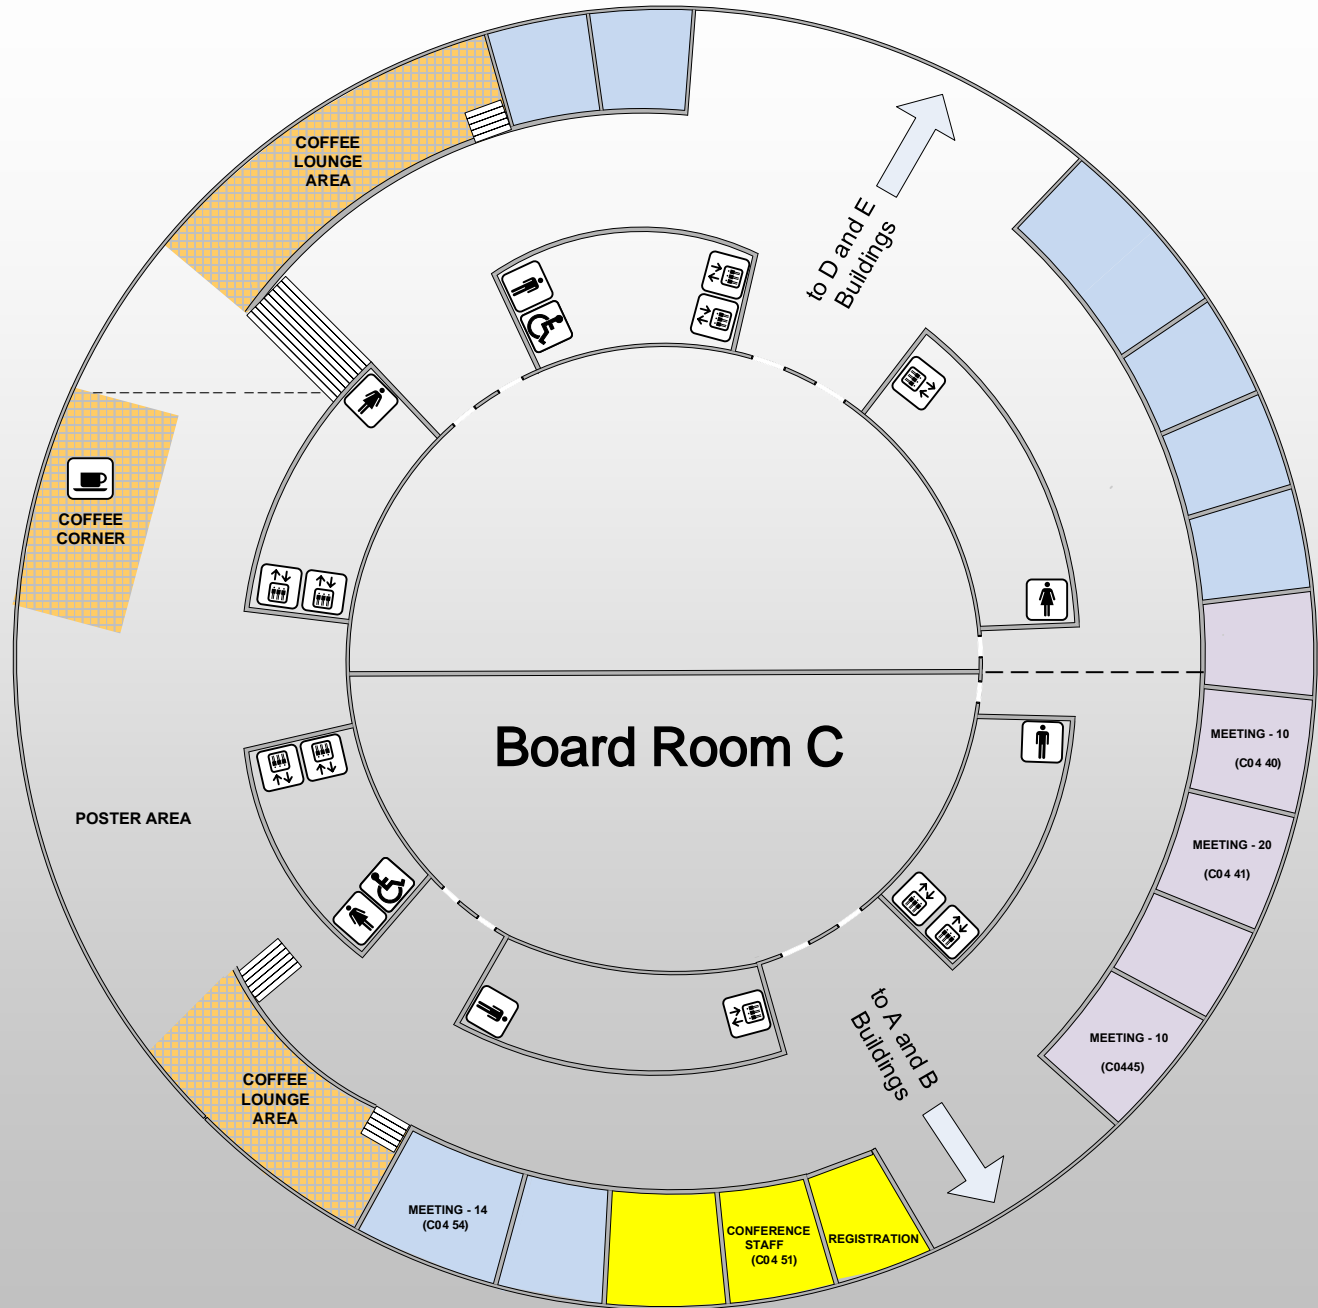 COFFEE
LOUNGE
AREA
to D and E
Buildings
COFFEE
CORNER
Board Room C
MEETING - 10
(C04 40)
POSTER AREA
MEETING - 20
(C04 41)
to A and B
Buildings
MEETING - 10
(C0445)
COFFEE
LOUNGE
AREA
MEETING - 14
(C04 54)
CONFERENCE
STAFF
(C04 51)
REGISTRATION